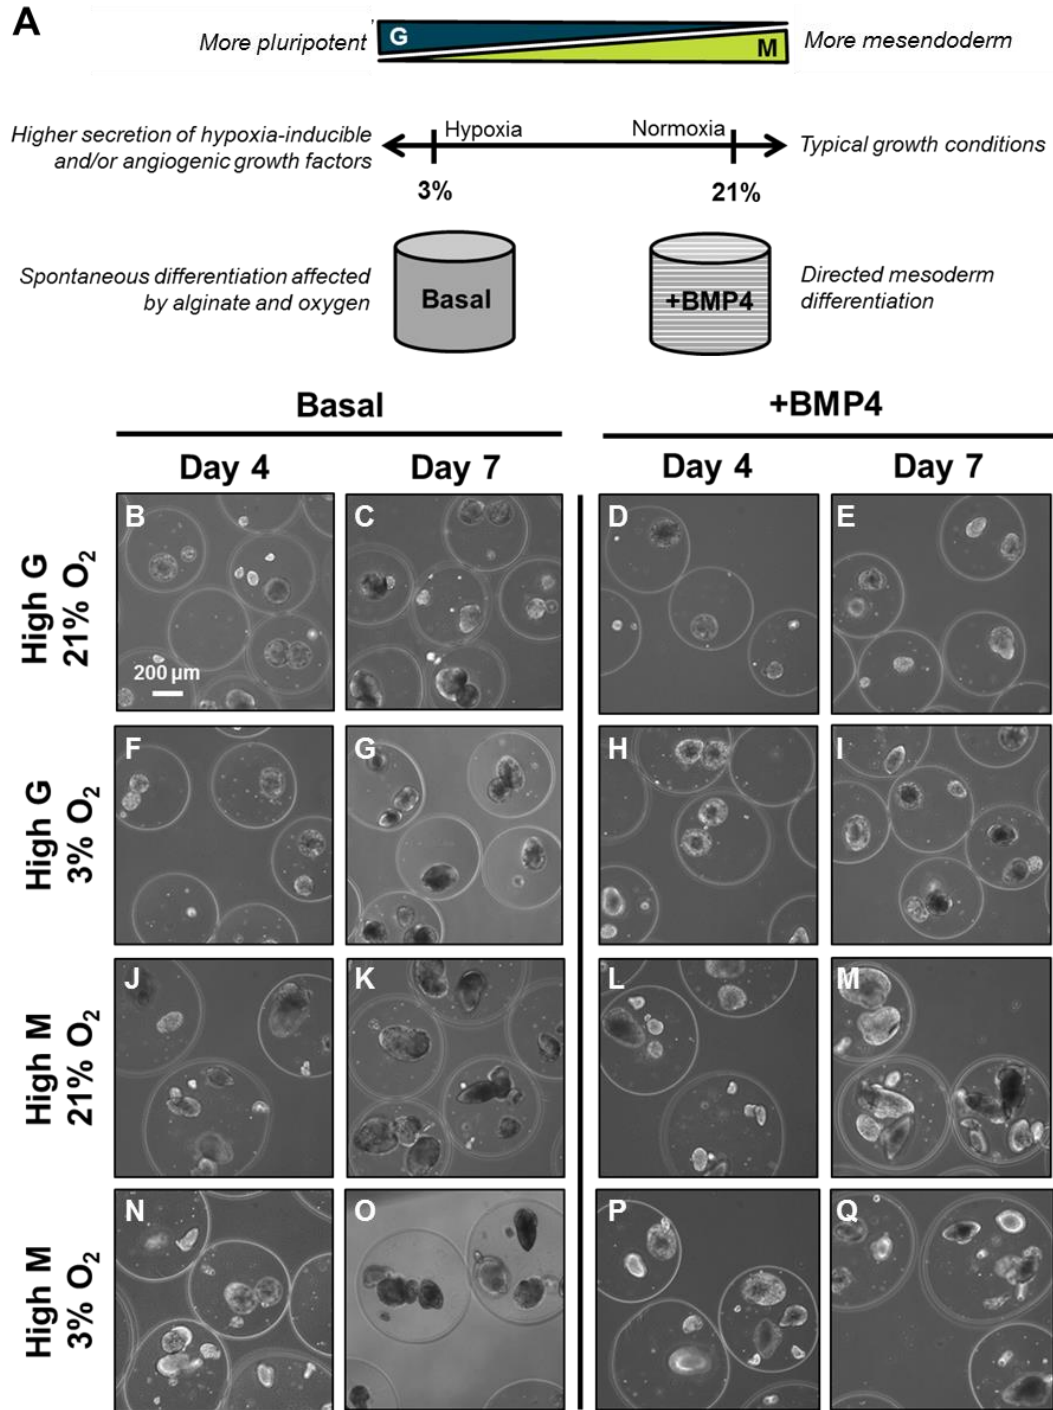 A
More pluripotent
G
M
More mesendoderm
Higher secretion of hypoxia-inducible
and/or angiogenic growth factors
Hypoxia
Normoxia
Typical growth conditions
3%
21%
Spontaneous differentiation affected
by alginate and oxygen
Basal
+BMP4
Directed mesoderm
differentiation
Basal
+BMP4
Day 4
Day 7
Day 4
Day 7
High G
21% O2
B
200 µm
C
D
E
High G
3% O2
F
G
H
I
High M
21% O2
J
K
L
M
High M
3% O2
N
O
P
Q